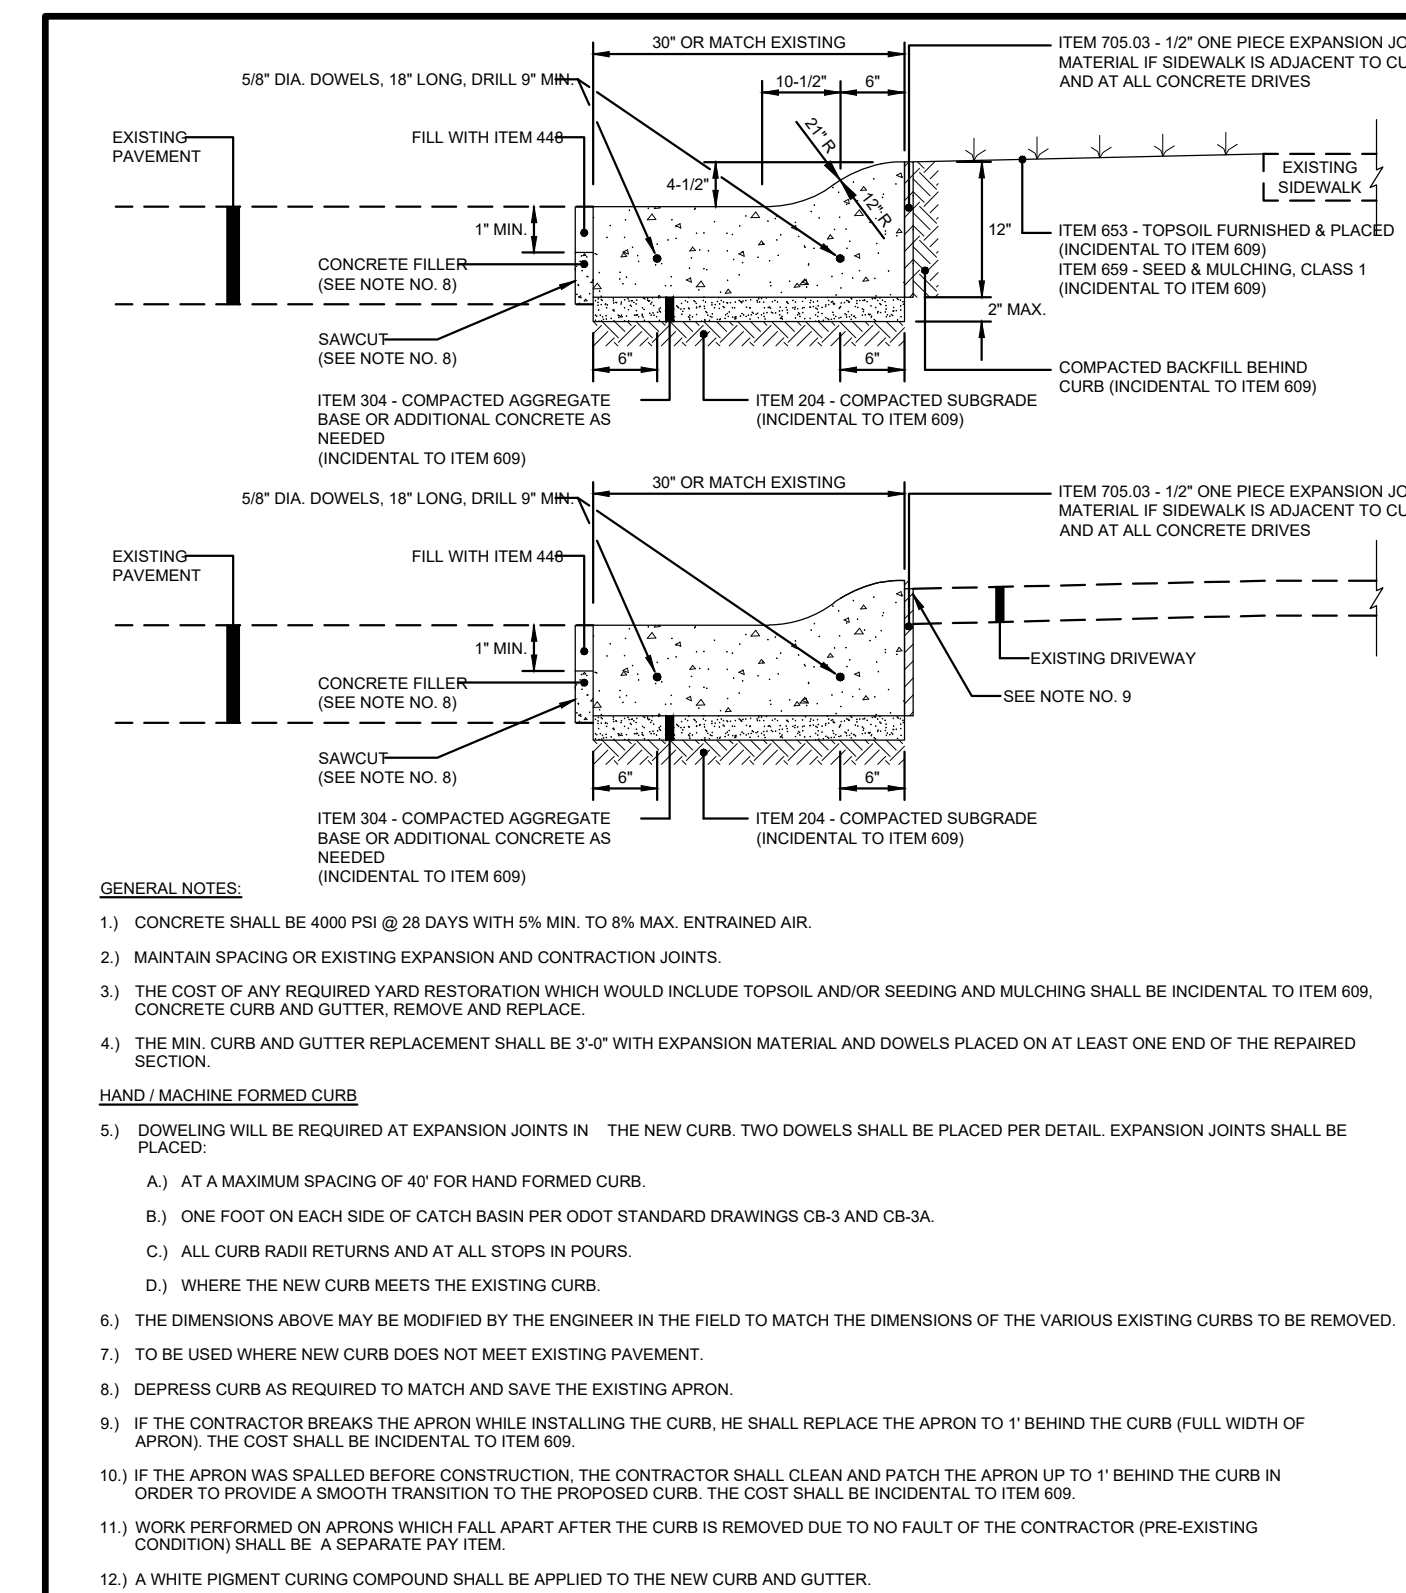 30" OR MATCH EXISTING
ITEM 705.03 - 1/2" ONE PIECE EXPANSION
MATERIAL IF SIDEWALK IS ADJACENT TO
AND AT ALL CONCRETE DRIVES
5/8" DIA. DOWELS, 18" LONG, DRILL 9" MIN.
10-1/2"
6"
EXISTING
PAVEMENT
FILL WITH ITEM 448
21" R
4-1/2"
12" R
EXISTING
SIDEWALK
1" MIN.
12"
ITEM 653 - TOPSOIL FURNISHED & PLACED
(INCIDENTAL TO ITEM 609)
ITEM 659 - SEED & MULCHING, CLASS 1
(INCIDENTAL TO ITEM 609)
CONCRETE FILLER
(SEE NOTE NO. 8)
2" MAX.
SAWCUT
(SEE NOTE NO. 8)
6"
6"
COMPACTED BACKFILL BEHIND
CURB (INCIDENTAL TO ITEM 609)
ITEM 304 - COMPACTED AGGREGATE
BASE OR ADDITIONAL CONCRETE AS
NEEDED
(INCIDENTAL TO ITEM 609)
ITEM 204 - COMPACTED SUBGRADE
(INCIDENTAL TO ITEM 609)
30" OR MATCH EXISTING
ITEM 705.03 - 1/2" ONE PIECE EXPANSION
MATERIAL IF SIDEWALK IS ADJACENT TO
AND AT ALL CONCRETE DRIVES
5/8" DIA. DOWELS, 18" LONG, DRILL 9" MIN.
EXISTING
PAVEMENT
FILL WITH ITEM 448
1" MIN.
EXISTING DRIVEWAY
CONCRETE FILLER
(SEE NOTE NO. 8)
SEE NOTE NO. 9
SAWCUT
(SEE NOTE NO. 8)
6"
6"
ITEM 304 - COMPACTED AGGREGATE
BASE OR ADDITIONAL CONCRETE AS
NEEDED
(INCIDENTAL TO ITEM 609)
ITEM 204 - COMPACTED SUBGRADE
(INCIDENTAL TO ITEM 609)
GENERAL NOTES:
1.) CONCRETE SHALL BE 4000 PSI @ 28 DAYS WITH 5% MIN. TO 8% MAX. ENTRAINED AIR.
2.) MAINTAIN SPACING OR EXISTING EXPANSION AND CONTRACTION JOINTS.
3.) THE COST OF ANY REQUIRED YARD RESTORATION WHICH WOULD INCLUDE TOPSOIL AND/OR SEEDING AND MULCHING SHALL BE INCIDENTAL TO ITEM 609,
CONCRETE CURB AND GUTTER, REMOVE AND REPLACE.
4.) THE MIN. CURB AND GUTTER REPLACEMENT SHALL BE 3'-0" WITH EXPANSION MATERIAL AND DOWELS PLACED ON AT LEAST ONE END OF THE REPAIRED
SECTION.
HAND / MACHINE FORMED CURB
5.) DOWELING WILL BE REQUIRED AT EXPANSION JOINTS IN THE NEW CURB. TWO DOWELS SHALL BE PLACED PER DETAIL. EXPANSION JOINTS SHALL BE
PLACED:
A.) AT A MAXIMUM SPACING OF 40' FOR HAND FORMED CURB.
B.) ONE FOOT ON EACH SIDE OF CATCH BASIN PER ODOT STANDARD DRAWINGS CB-3 AND CB-3A.
C.) ALL CURB RADII RETURNS AND AT ALL STOPS IN POURS.
D.) WHERE THE NEW CURB MEETS THE EXISTING CURB.
6.) THE DIMENSIONS ABOVE MAY BE MODIFIED BY THE ENGINEER IN THE FIELD TO MATCH THE DIMENSIONS OF THE VARIOUS EXISTING CURBS TO BE REMOVED.
7.) TO BE USED WHERE NEW CURB DOES NOT MEET EXISTING PAVEMENT.
8.) DEPRESS CURB AS REQUIRED TO MATCH AND SAVE THE EXISTING APRON.
9.) IF THE CONTRACTOR BREAKS THE APRON WHILE INSTALLING THE CURB, HE SHALL REPLACE THE APRON TO 1' BEHIND THE CURB (FULL WIDTH OF
APRON). THE COST SHALL BE INCIDENTAL TO ITEM 609.
10.) IF THE APRON WAS SPALLED BEFORE CONSTRUCTION, THE CONTRACTOR SHALL CLEAN AND PATCH THE APRON UP TO 1' BEHIND THE CURB IN
ORDER TO PROVIDE A SMOOTH TRANSITION TO THE PROPOSED CURB. THE COST SHALL BE INCIDENTAL TO ITEM 609.
11.) WORK PERFORMED ON APRONS WHICH FALL APART AFTER THE CURB IS REMOVED DUE TO NO FAULT OF THE CONTRACTOR (PRE-EXISTING
CONDITION) SHALL BE A SEPARATE PAY ITEM.
12.) A WHITE PIGMENT CURING COMPOUND SHALL BE APPLIED TO THE NEW CURB AND GUTTER.